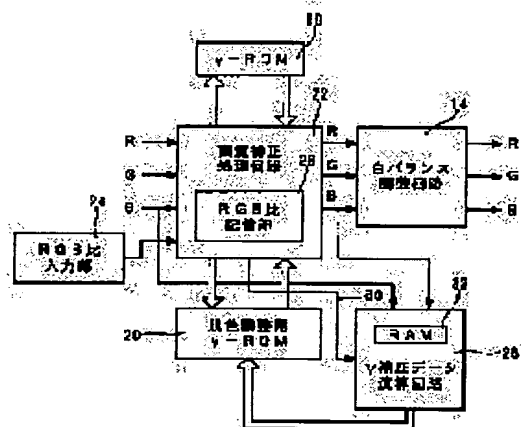 γ-ROM
22
R
G
B
画質補正
処理回路
28
RGB比
記憶部
R
G
B
14
白バランス
調整回路
R
G
B
24
RGB比
入力部
20
肌色調整用
γ-ROM
30
32
RAM
γ補正データ
演算回路
26